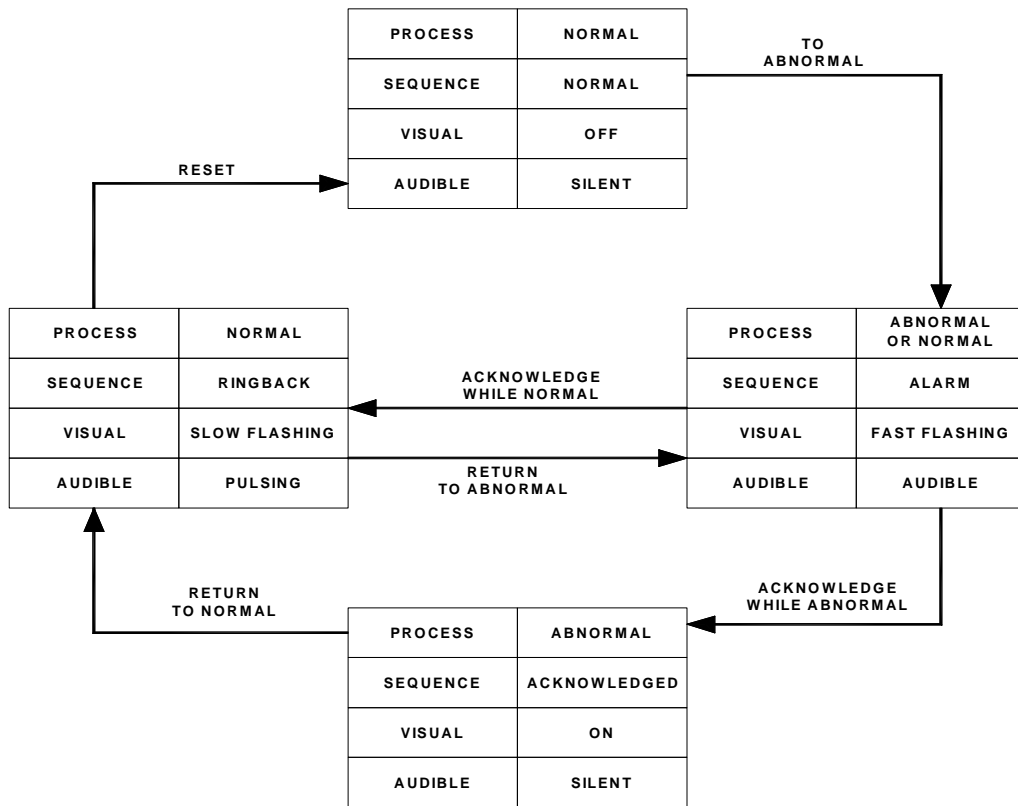 PROCESS NORMAL
SEQUENCE NORMAL
VISUAL OFF
AUDIBLE SILENT
TO
ABNORMAL
RESET
PROCESS NORMAL
SEQUENCE RINGBACK
VISUAL SLOW FLASHING
AUDIBLE PULSING
ACKNOWLEDGE
WHILE NORMAL
RETURN
TO ABNORMAL
PROCESS ABNORMAL
OR NORMAL
SEQUENCE ALARM
VISUAL FAST FLASHING
AUDIBLE AUDIBLE
RETURN
TO NORMAL
ACKNOWLEDGE
WHILE ABNORMAL
PROCESS ABNORMAL
SEQUENCE ACKNOWLEDGED
VISUAL ON
AUDIBLE SILENT